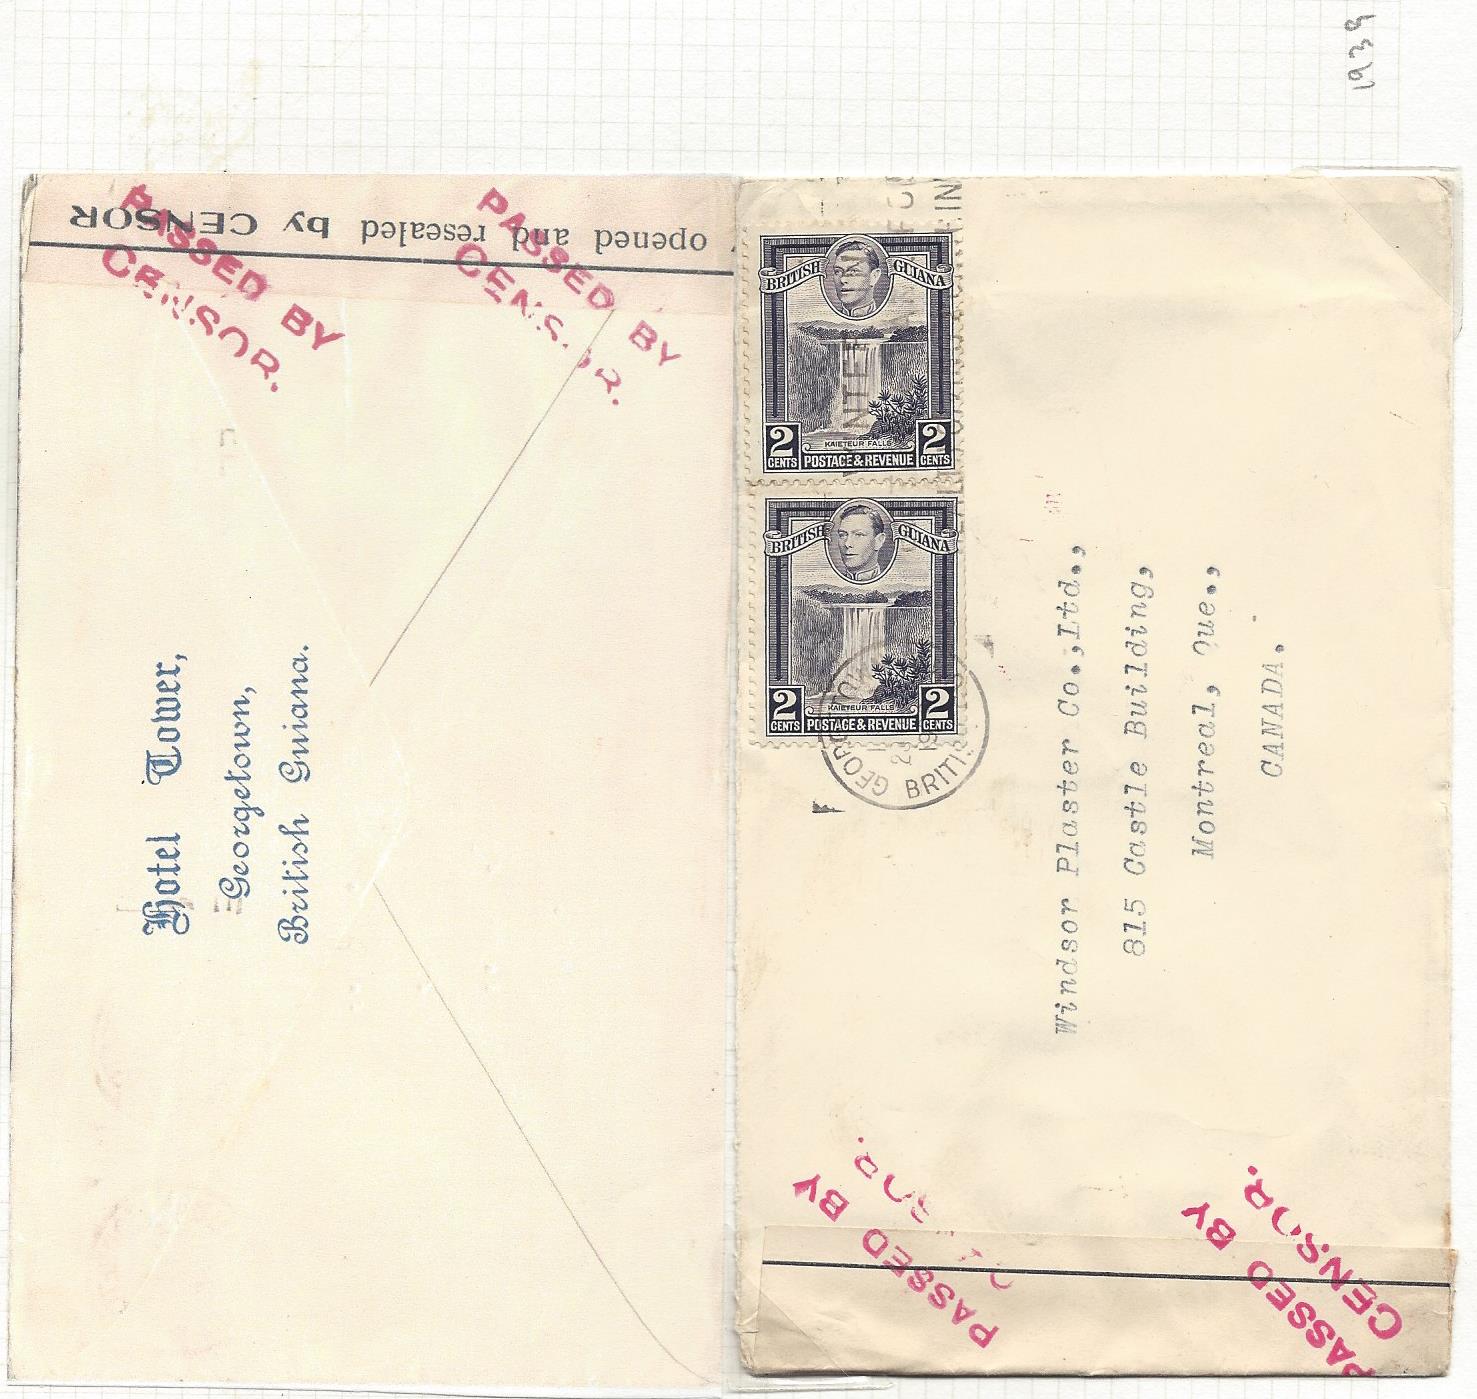 1939
opened and resealed by CENSOR
PASSED BY
CENSOR.
PASSED BY
CENSOR.
Hotel Tower,
Georgetown,
British Guiana.
BRITISH GUIANA
KAIETEUR FALLS
2 CENTS POSTAGE & REVENUE 2 CENTS
BRITISH GUIANA
KAIETEUR FALLS
2 CENTS POSTAGE & REVENUE 2 CENTS
Windsor Plaster Co.,Ltd.,
815 Castle Building,
Montreal, Que.,
CANADA.
PASSED BY
PASSED BY
CENSOR.